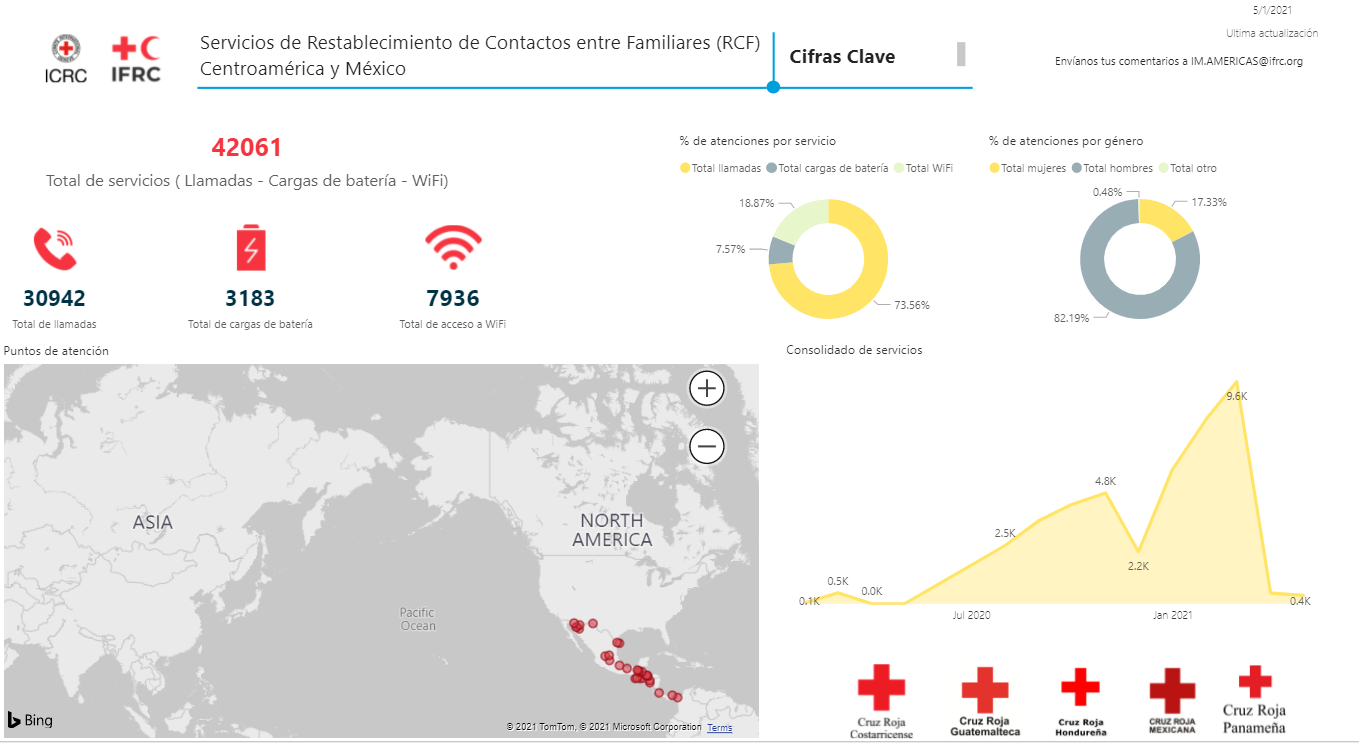 5/1/2021
Ultima actualización
Envíanos tus comentarios a IM.AMERICAS@ifrc.org
ICRC
IFRC
Servicios de Restablecimiento de Contactos entre Familiares (RCF)
Centroamérica y México
Cifras Clave
42061
Total de servicios ( Llamadas - Cargas de batería - WiFi)
30942
Total de llamadas
3183
Total de cargas de batería
7936
Total de acceso a WiFi
% de atenciones por servicio
Total llamadas Total cargas de batería Total WiFi
18.87%
7.57%
73.56%
% de atenciones por género
Total mujeres Total hombres Total otro
0.48%
17.33%
82.19%
Puntos de atención
ASIA
NORTH
AMERICA
Pacific
Ocean
Bing
© 2021 TomTom, © 2021 Microsoft Corporation Terms
Consolidado de servicios
0.1K
0.5K
0.0K
2.5K
4.8K
2.2K
9.6K
0.4K
Jul 2020
Jan 2021
Cruz Roja
Costarricense
Cruz Roja
Guatemalteca
Cruz Roja
Hondureña
CRUZ ROJA
MEXICANA
Cruz Roja
Panameña